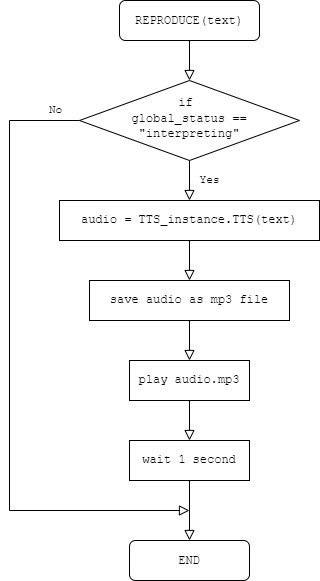 REPRODUCE(text)
if
global_status ==
"interpreting"
No
Yes
audio = TTS_instance.TTS(text)
save audio as mp3 file
play audio.mp3
wait 1 second
END